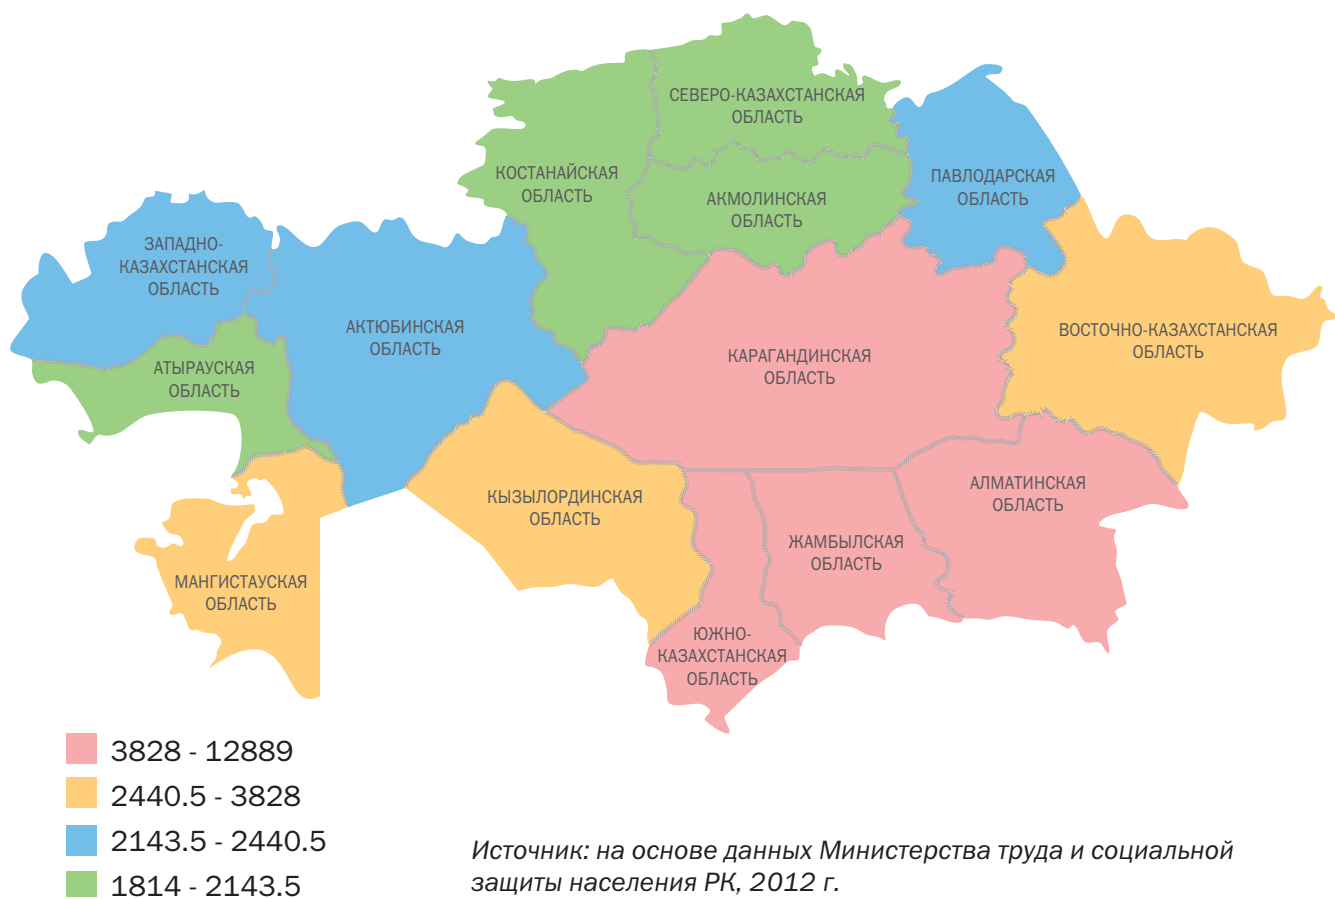 СЕВЕРО-КАЗАХСТАНСКАЯ
ОБЛАСТЬ
КОСТАНАЙСКАЯ
ОБЛАСТЬ
АКМОЛИНСКАЯ
ОБЛАСТЬ
ПАВЛОДАРСКАЯ
ОБЛАСТЬ
ЗАПАДНО-
КАЗАХСТАНСКАЯ
ОБЛАСТЬ
АКТЮБИНСКАЯ
ОБЛАСТЬ
ВОСТОЧНО-КАЗАХСТАНСКАЯ
ОБЛАСТЬ
КАРАГАНДИНСКАЯ
ОБЛАСТЬ
АТЫРАУСКАЯ
ОБЛАСТЬ
АЛМАТИНСКАЯ
ОБЛАСТЬ
КЫЗЫЛОРДИНСКАЯ
ОБЛАСТЬ
ЖАМБЫЛСКАЯ
ОБЛАСТЬ
МАНГИСТАУСКАЯ
ОБЛАСТЬ
ЮЖНО-
КАЗАХСТАНСКАЯ
ОБЛАСТЬ
3828 - 12889
2440.5 - 3828
2143.5 - 2440.5
1814 - 2143.5
Источник: на основе данных Министерства труда и социальной
защиты населения РК, 2012 г.